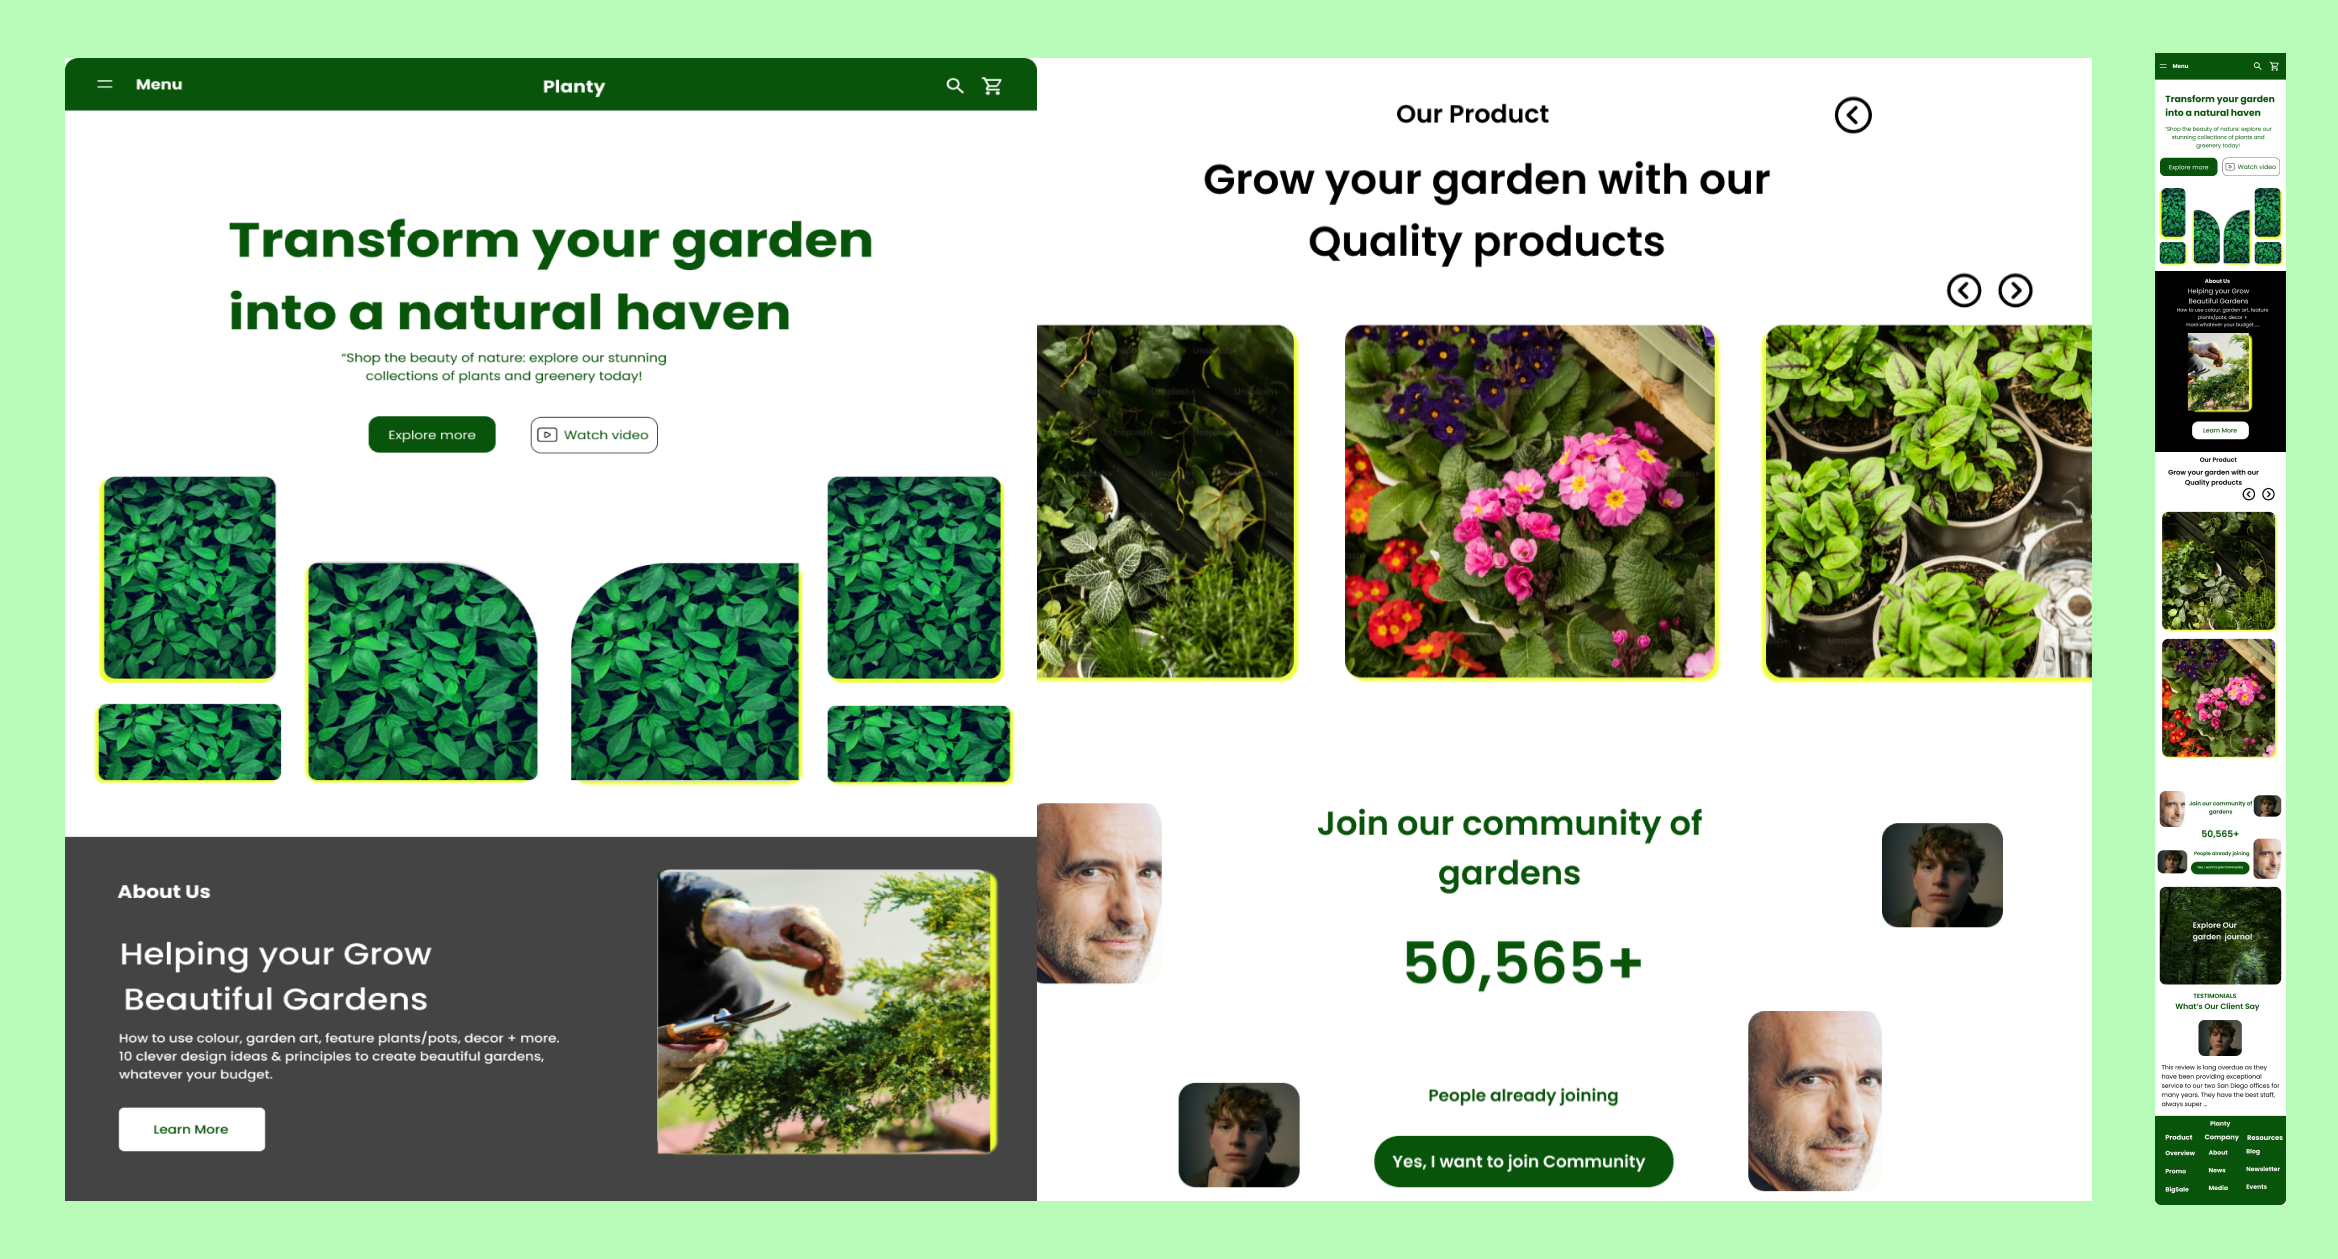 Menu
Planty
Transform your garden
into a natural haven
“Shop the beauty of nature: explore our stunning
collections of plants and greenery today!
Explore more
Watch video
About Us
Helping your Grow
Beautiful Gardens
How to use colour, garden art, feature plants/pots, decor + more.
10 clever design ideas & principles to create beautiful gardens,
whatever your budget.
Learn More
Our Product
Grow your garden with our
Quality products
Unsplash+
Join our community of
gardens
50,565+
People already joining
Yes, I want to join Community
Menu
Transform your garden
into a natural haven
“Shop the beauty of nature: explore our
stunning collections of plants and
greenery today!
Explore more
Watch video
About Us
Helping your Grow
Beautiful Gardens
How to use colour, garden art, feature
plants/pots, decor +
more.whatever your budget.....
Learn More
Our Product
Grow your garden with our
Quality products
Join our community of
gardens
50,565+
People already joining
Yes, I want to join Community
Explore Our
garden journal
TESTIMONIALS
What's Our Client Say
This review is long overdue as they
have been providing exceptional
service to our two San Diego offices for
many years. They have the best staff,
always super ...
Planty
Product Company Resources
Overview About Blog
Promo News Newsletter
BigSale Media Events